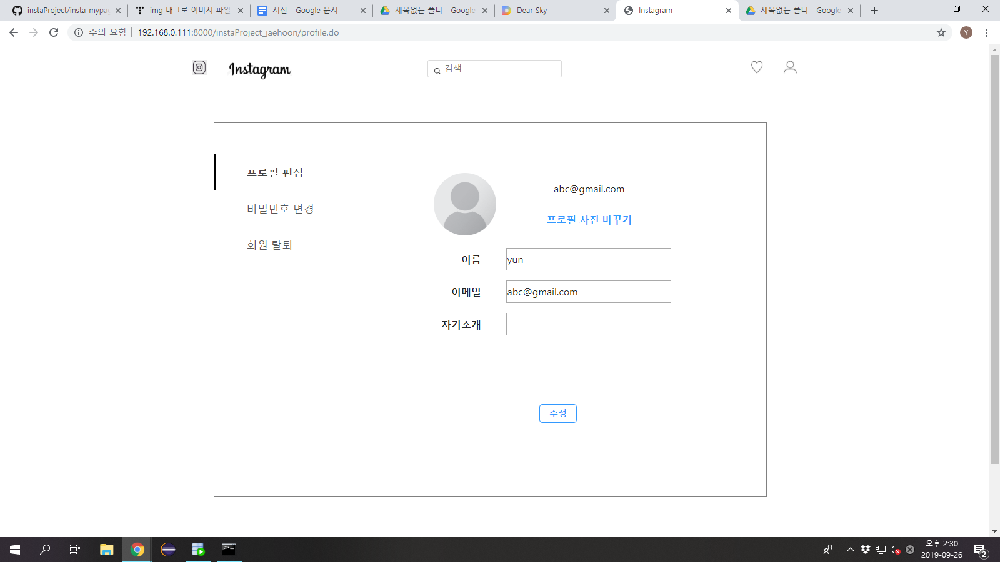 instaProject/insta_mypac
img 태그로 이미지 파일
서신 - Google 문서
제목없는 폴더 - Google
Dear Sky
Instagram
제목없는 폴더 - Google
주의 요함
192.168.0.111:8000/instaProject_jaehoon/profile.do
Y
Instagram
검색
프로필 편집
비밀번호 변경
회원 탈퇴
abc@gmail.com
프로필 사진 바꾸기
이름
yun
이메일
abc@gmail.com
자기소개
수정
오후 2:30
2019-09-26
2